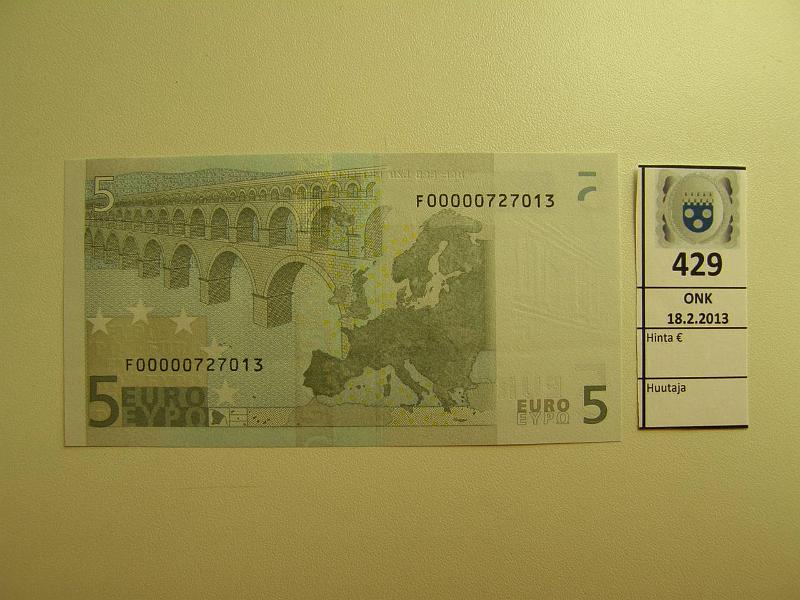 5
F00000727013
F00000727013
5 EURO
ΕΥΡΩ
EURO
ΕΥΡΩ
5
429
ONK
18.2.2013
Hinta €
Huutaja